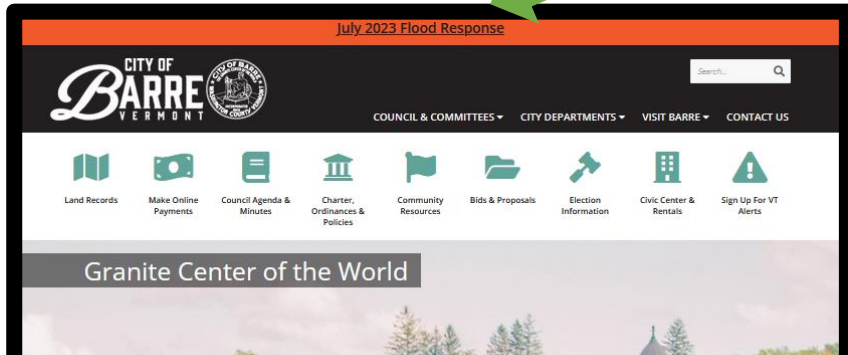 July 2023 Flood Response
CITY OF
BARRE
VERMONT
Search...
COUNCIL & COMMITTEES
CITY DEPARTMENTS
VISIT BARRE
CONTACT US
Land Records
Make Online
Payments
Council Agenda &
Minutes
Charter,
Ordinances &
Policies
Community
Resources
Bids & Proposals
Election
Information
Civic Center &
Rentals
Sign Up For VT
Alerts
Granite Center of the World